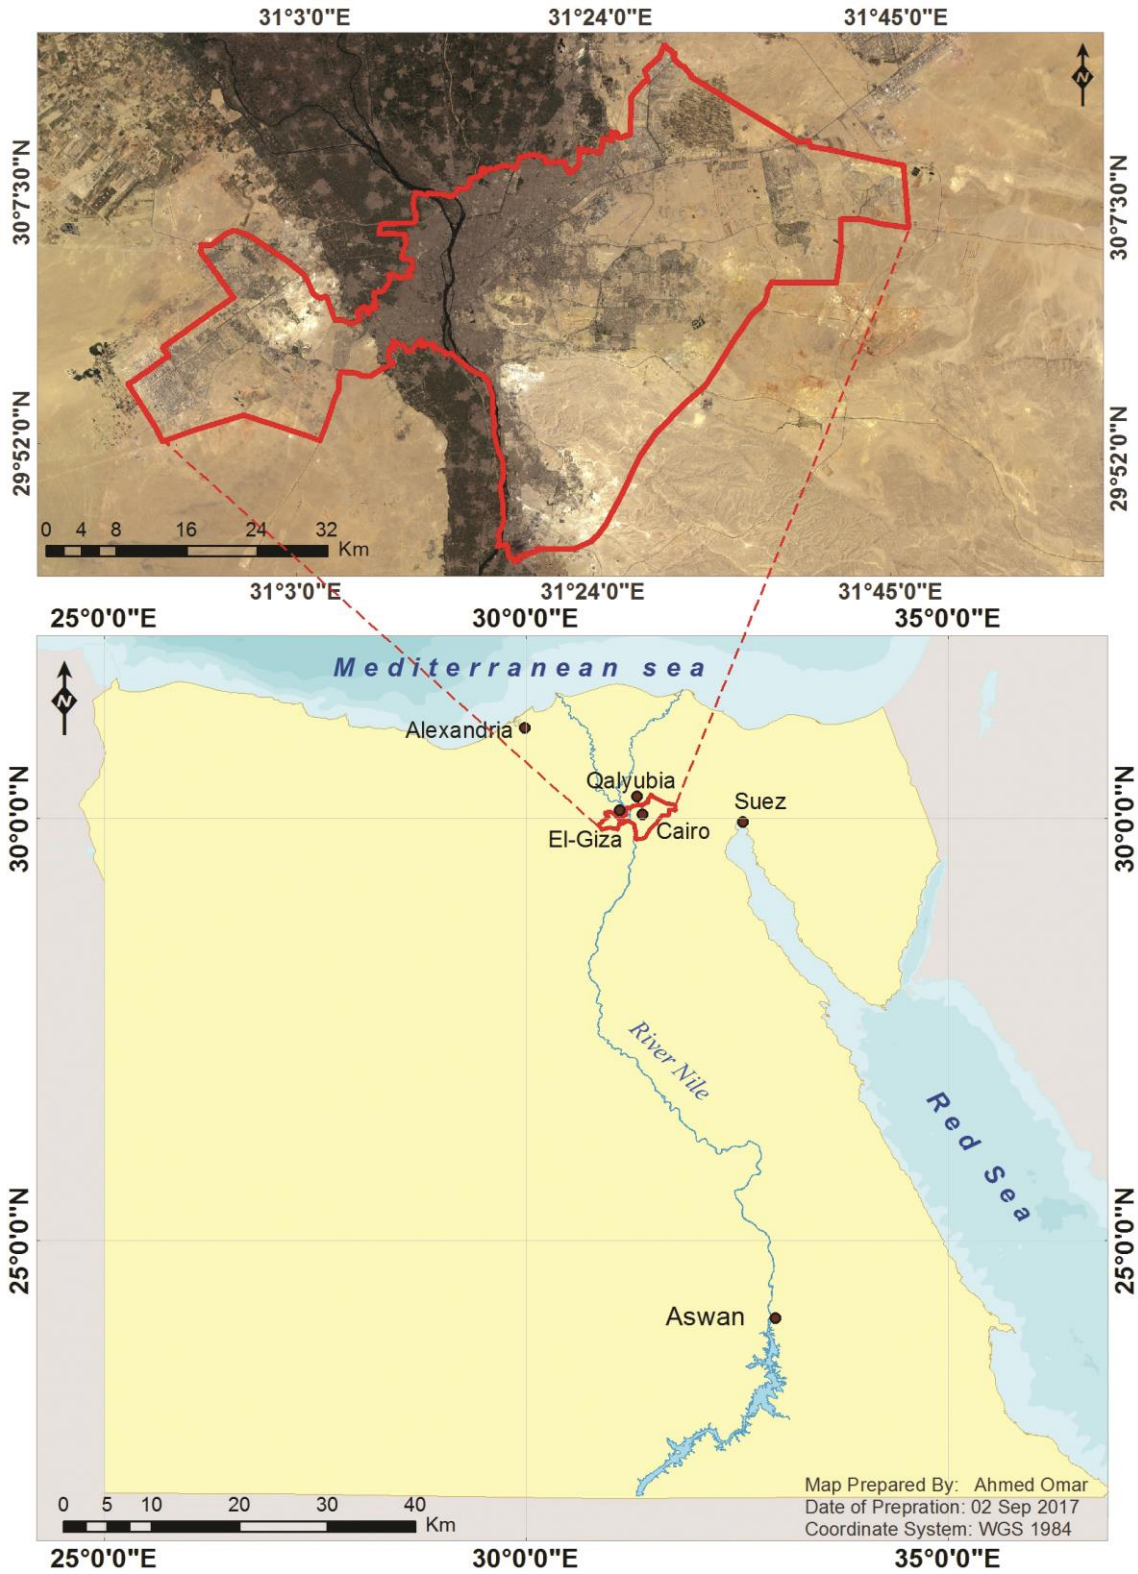 31°3'0"E 31°24'0"E 31°45'0"E
30°7'30"N
30°7'30"N
29°52'0"N
29°52'0"N
0 4 8 16 24 32
Km
31°3'0"E 31°24'0"E 31°45'0"E
25°0'0"E 30°0'0"E 35°0'0"E
N
N
Mediterranean sea
Alexandria
Qalyubia
Suez
El-Giza
Cairo
30°0'0"N
30°0'0"N
River Nile
Red Sea
25°0'0"N
25°0'0"N
Aswan
Map Prepared By: Ahmed Omar
Date of Prepration: 02 Sep 2017
Coordinate System: WGS 1984
0 5 10 20 30 40
Km
25°0'0"E 30°0'0"E 35°0'0"E